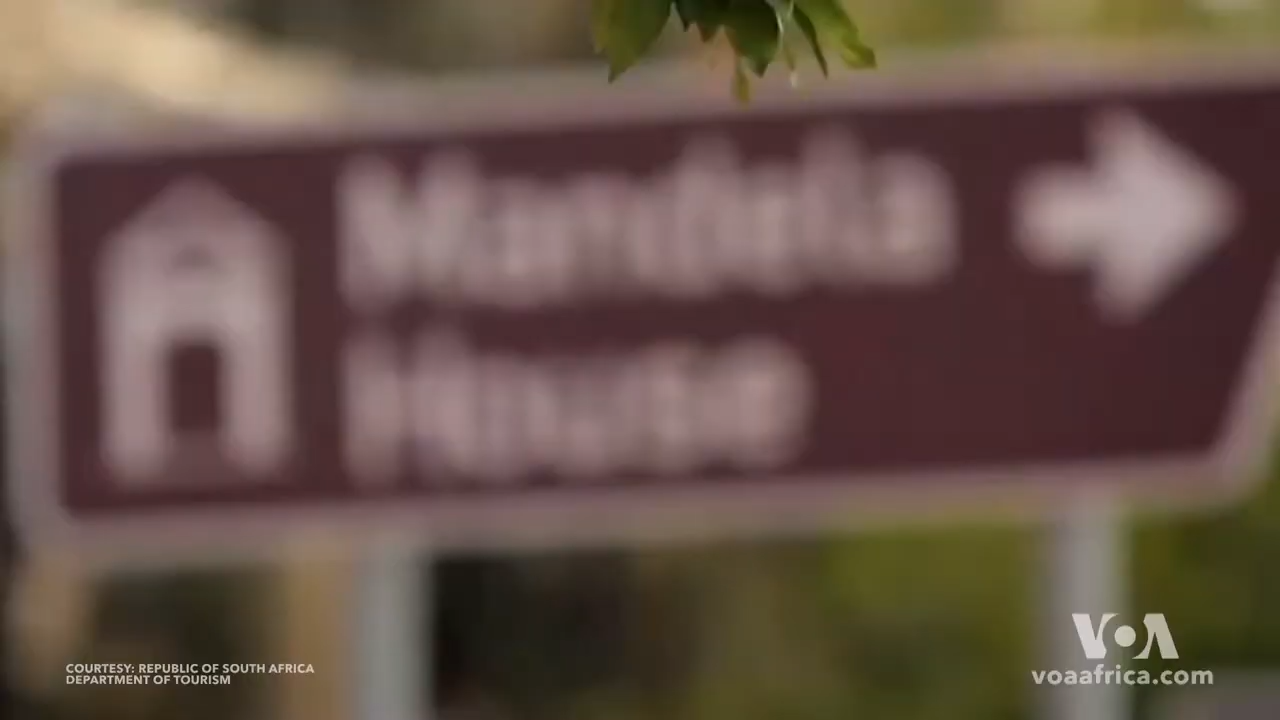 Mandela
House
COURTESY: REPUBLIC OF SOUTH AFRICA
DEPARTMENT OF TOURISM
VOA
voaafrica.com